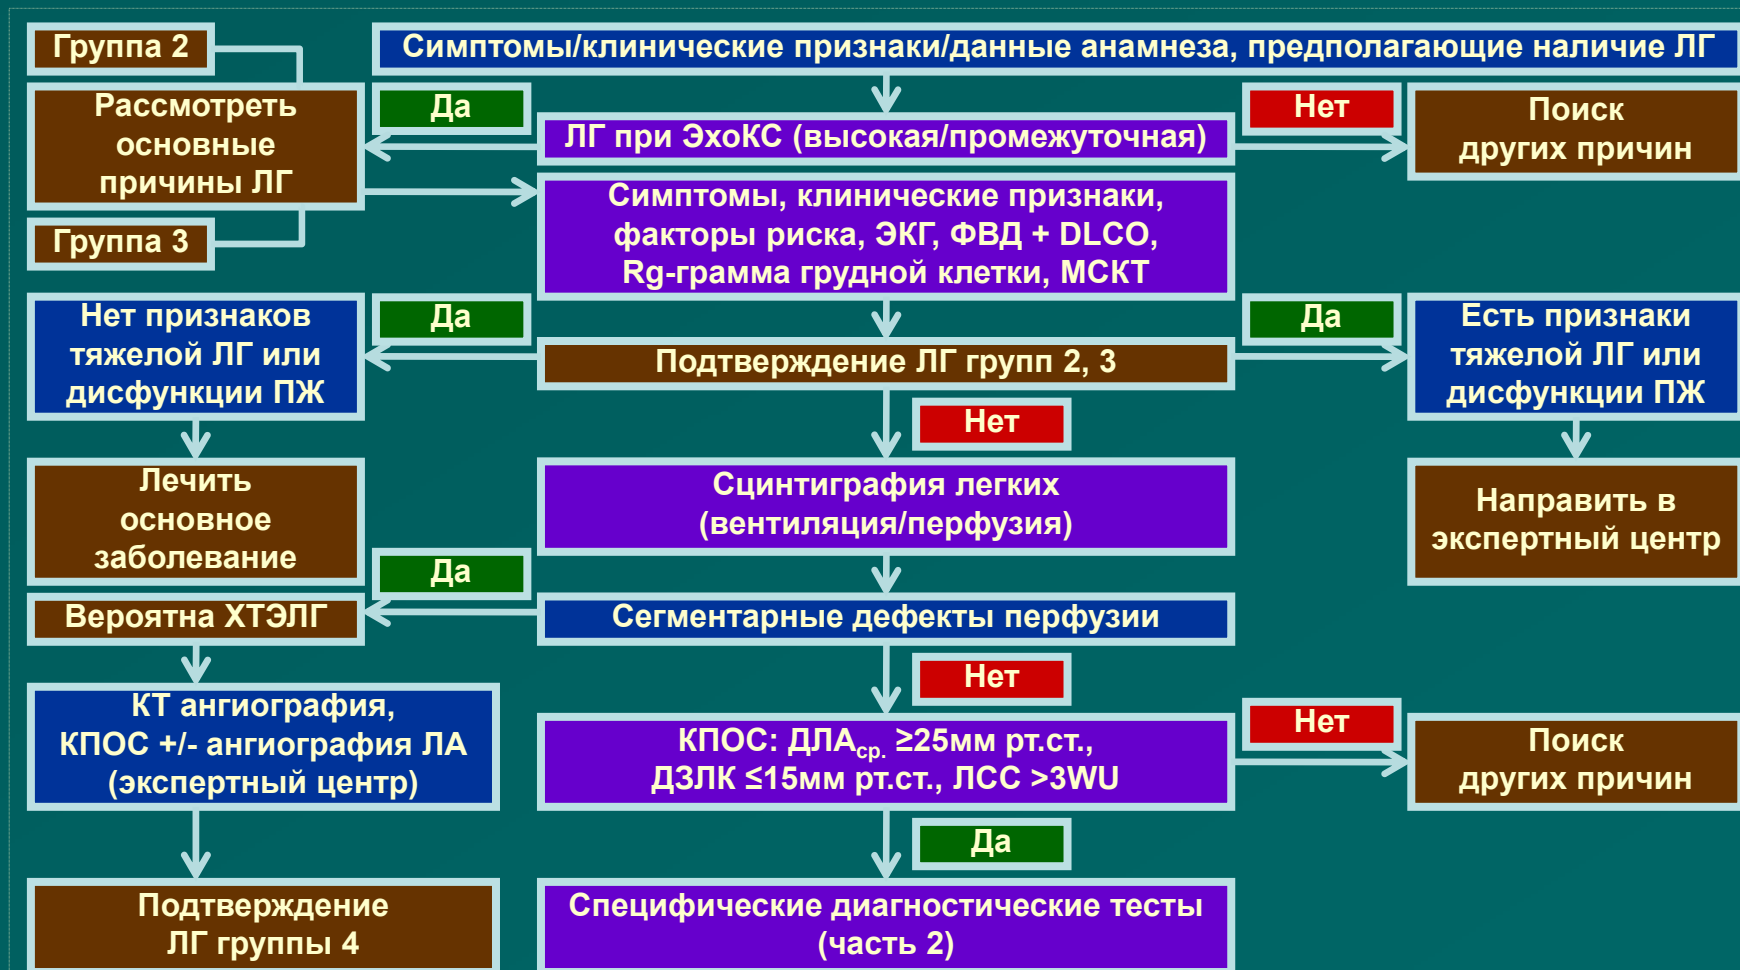 Группа 2
Симптомы/клинические признаки/данные анамнеза, предполагающие наличие ЛГ
Рассмотреть
основные
причины ЛГ
Да
ЛГ при ЭхоКС (высокая/промежуточная)
Нет
Поиск
других причин
Группа 3
Симптомы, клинические признаки,
факторы риска, ЭКГ, ФВД + DLCO,
Rg-грамма грудной клетки, МСКТ
Нет признаков
тяжелой ЛГ или
дисфункции ПЖ
Да
Подтверждение ЛГ групп 2, 3
Да
Есть признаки
тяжелой ЛГ или
дисфункции ПЖ
Нет
Лечить
основное
заболевание
Сцинтиграфия легких
(вентиляция/перфузия)
Направить в
экспертный центр
Да
Вероятна ХТЭЛГ
Сегментарные дефекты перфузии
Нет
КТ ангиография,
КПОС +/- ангиография ЛА
(экспертный центр)
КПОС: ДЛАср. ≥25мм рт.ст.,
ДЗЛК ≤15мм рт.ст., ЛСС >3WU
Нет
Поиск
других причин
Да
Подтверждение
ЛГ группы 4
Специфические диагностические тесты
(часть 2)